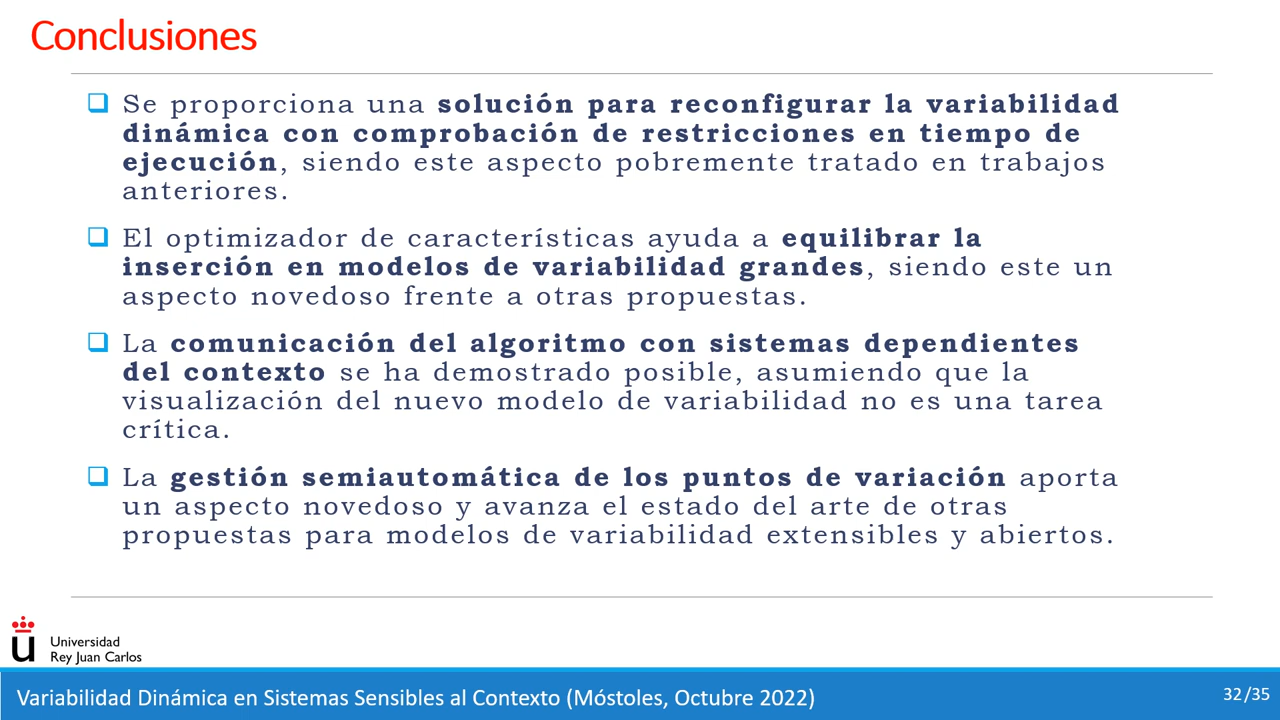 Conclusiones
Se proporciona una solución para reconfigurar la variabilidad
dinámica con comprobación de restricciones en tiempo de
ejecución, siendo este aspecto pobremente tratado en trabajos
anteriores.
El optimizador de características ayuda a equilibrar la
inserción en modelos de variabilidad grandes, siendo este un
aspecto novedoso frente a otras propuestas.
La comunicación del algoritmo con sistemas dependientes
del contexto se ha demostrado posible, asumiendo que la
visualización del nuevo modelo de variabilidad no es una tarea
crítica.
La gestión semiautomática de los puntos de variación aporta
un aspecto novedoso y avanza el estado del arte de otras
propuestas para modelos de variabilidad extensibles y abiertos.
Universidad
Rey Juan Carlos
Variabilidad Dinámica en Sistemas Sensibles al Contexto (Móstoles, Octubre 2022)
32/35